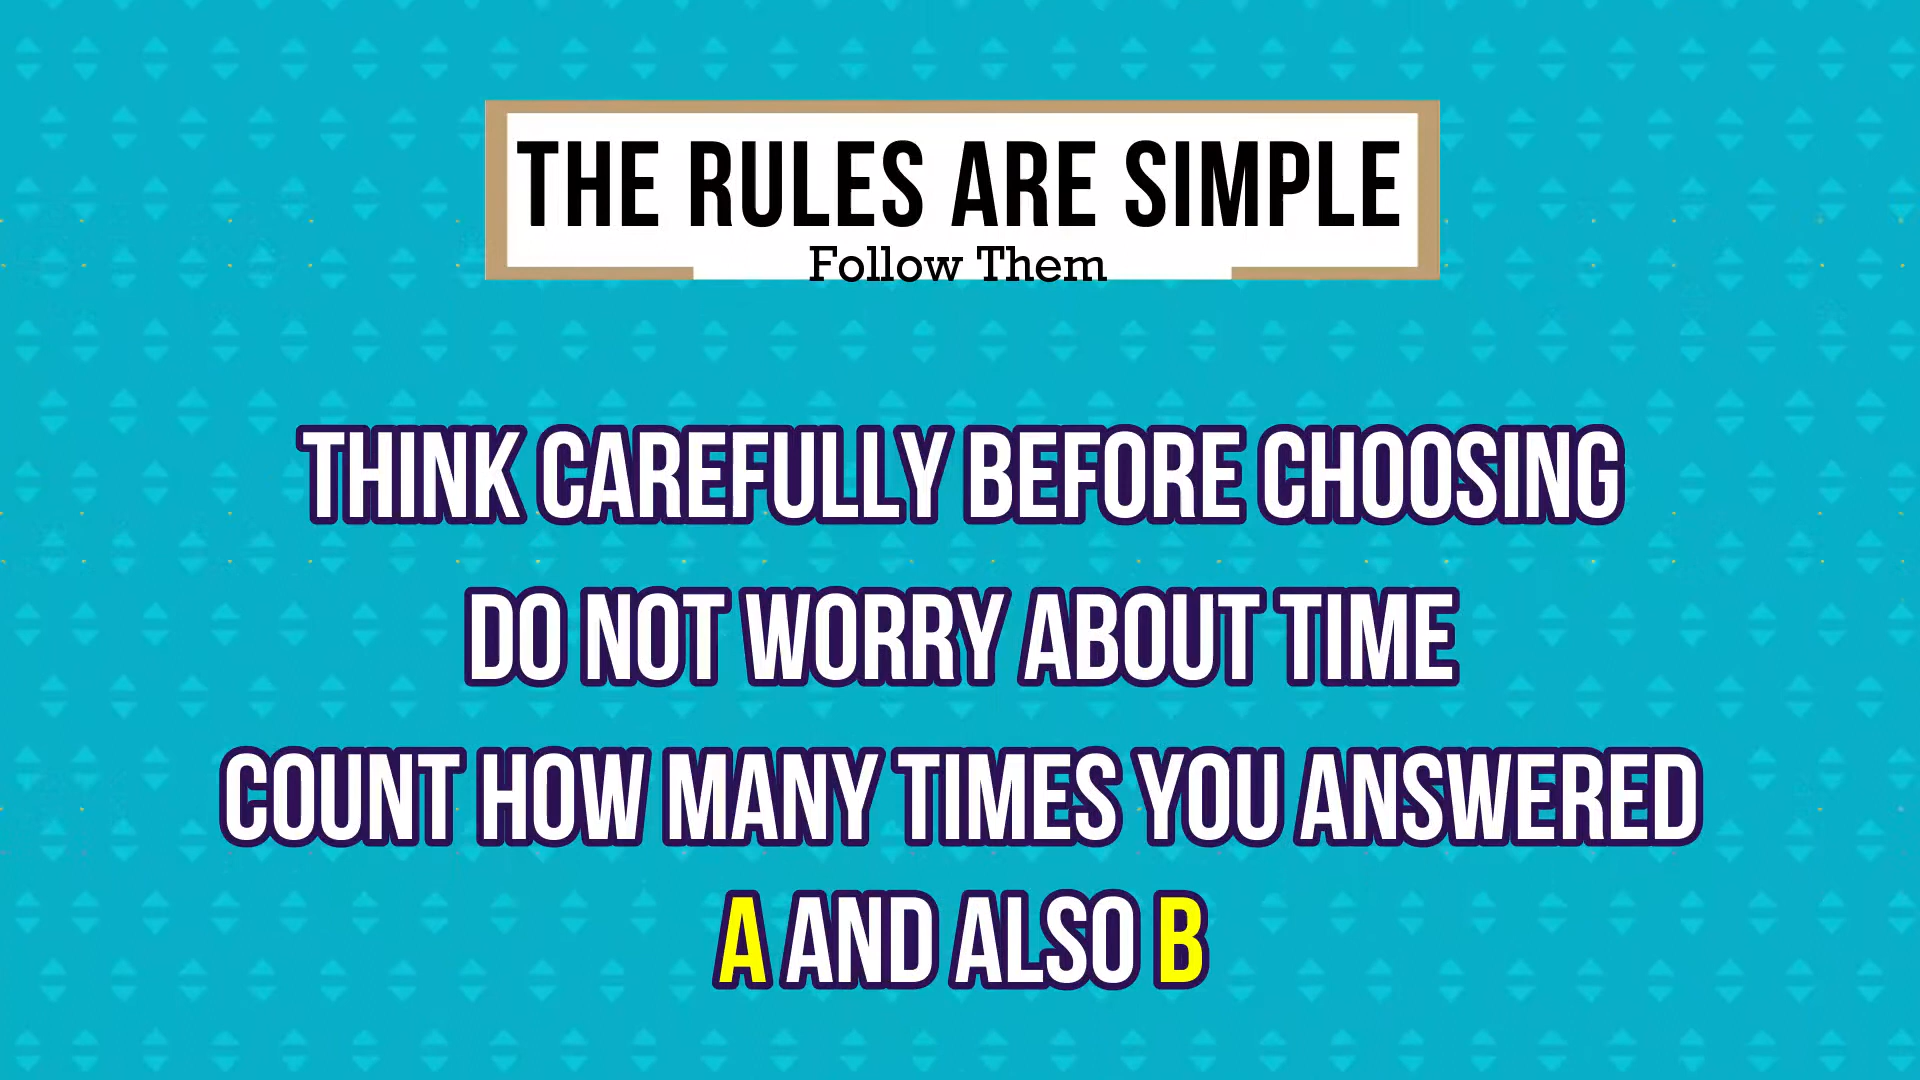 THE RULES ARE SIMPLE
Follow Them
THINK CAREFULLY BEFORE CHOOSING
DO NOT WORRY ABOUT TIME
COUNT HOW MANY TIMES YOU ANSWERED
A AND ALSO B